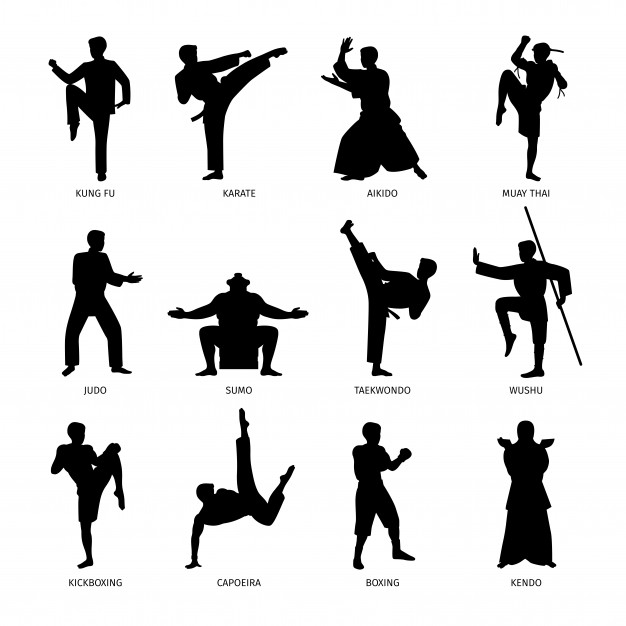 KUNG FU
KARATE
AIKIDO
MUAY THAI
JUDO
SUMO
TAEKWONDO
WUSHU
KICKBOXING
CAPOEIRA
BOXING
KENDO